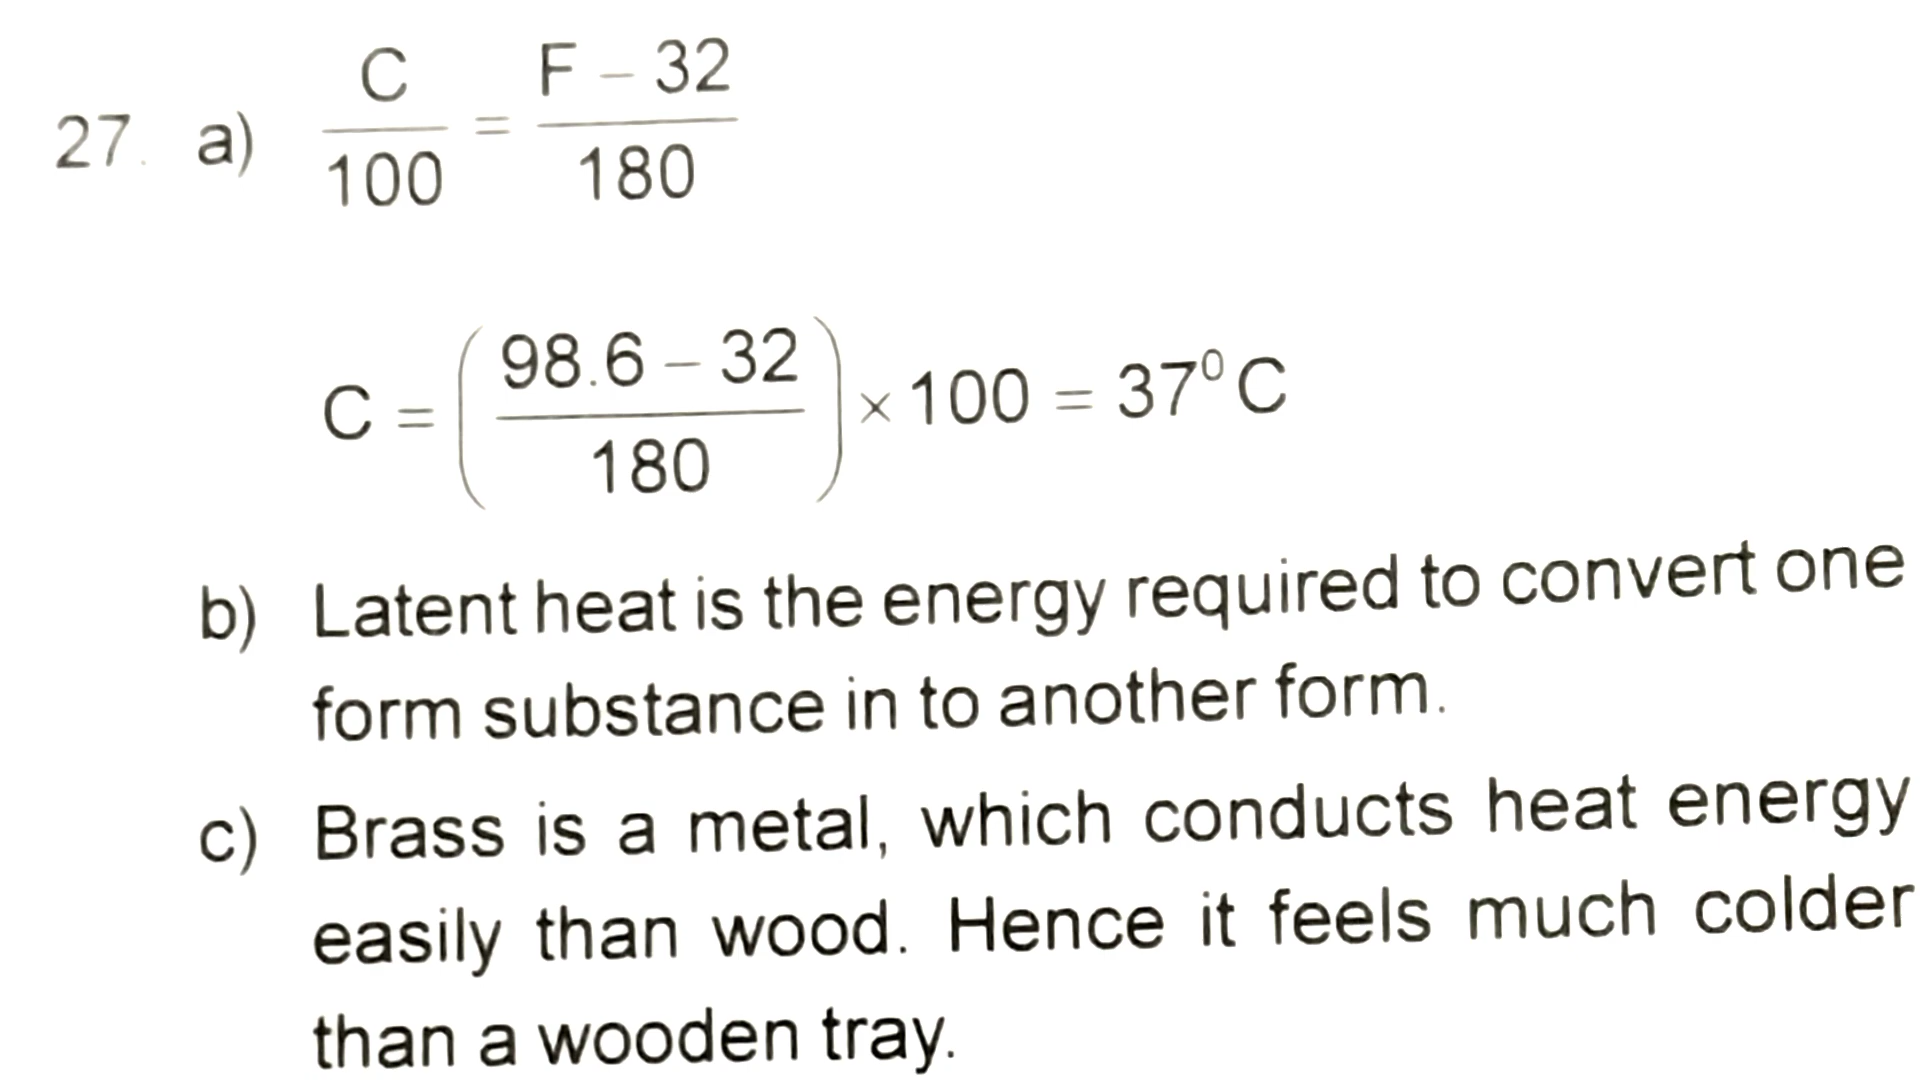 27. a) C/100 = F – 32/180
C = (98.6 – 32/180) × 100 = 37⁰C
b) Latent heat is the energy required to convert one
form substance in to another form.
c) Brass is a metal, which conducts heat energy
easily than wood. Hence it feels much colder
than a wooden tray.